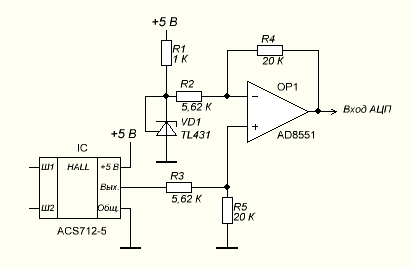 +5 В
R1
1 К
R4
20 К
R2
5,62 К
OP1
VD1
TL431
−
+
AD8551
Вход АЦП
+5 В
IC
Ш1
HALL
+5 В
Вых.
Ш2
Общ.
ACS712-5
R3
5,62 К
R5
20 К